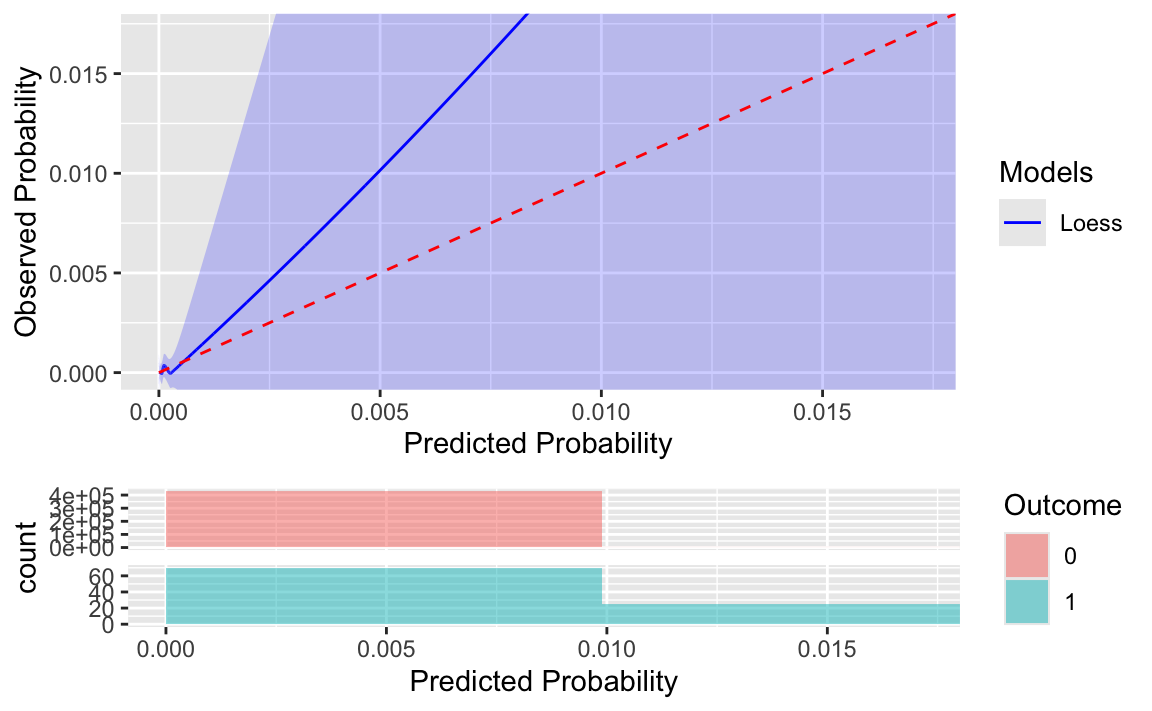 Observed Probability
0.015
0.010
0.005
0.000
0.000 0.005 0.010 0.015
Predicted Probability
Models
Loess
count
4e+05
3e+05
2e+05
1e+05
0e+00
60
40
20
0
0.000 0.005 0.010 0.015
Predicted Probability
Outcome
0
1